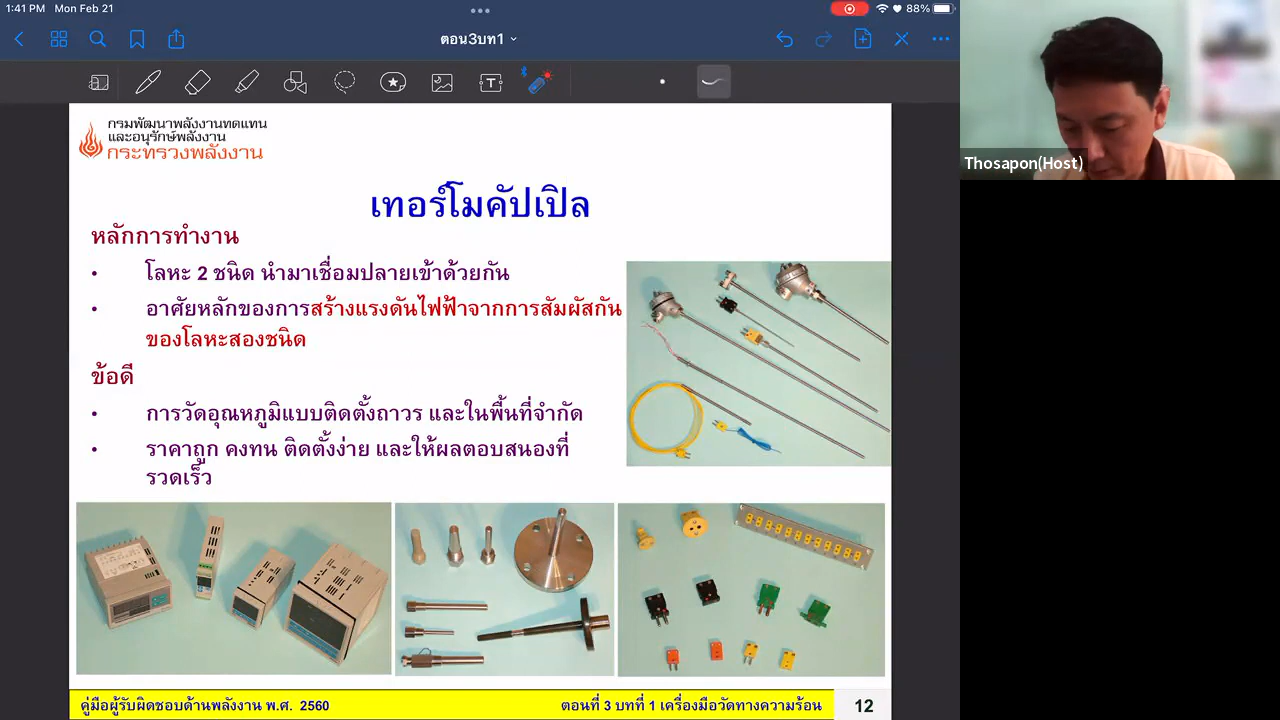 1:41 PM Mon Feb 21
88%
ตอน3บท1
T
กรมพัฒนาพลังงานทดแทน
และอนุรักษ์พลังงาน
กระทรวงพลังงาน
เทอร์โมคัปเปิล
หลักการทำงาน
• โลหะ 2 ชนิด นำมาเชื่อมปลายเข้าด้วยกัน
• อาศัยหลักของการสร้างแรงดันไฟฟ้าจากการสัมผัสกัน
ของโลหะสองชนิด
ข้อดี
• การวัดอุณหภูมิแบบติดตั้งถาวร และในพื้นที่จำกัด
• ราคาถูก คงทน ติดตั้งง่าย และให้ผลตอบสนองที่
รวดเร็ว
คู่มือผู้รับผิดชอบด้านพลังงาน พ.ศ. 2560
ตอนที่ 3 บทที่ 1 เครื่องมือวัดทางความร้อน
12
Thosapon(Host)